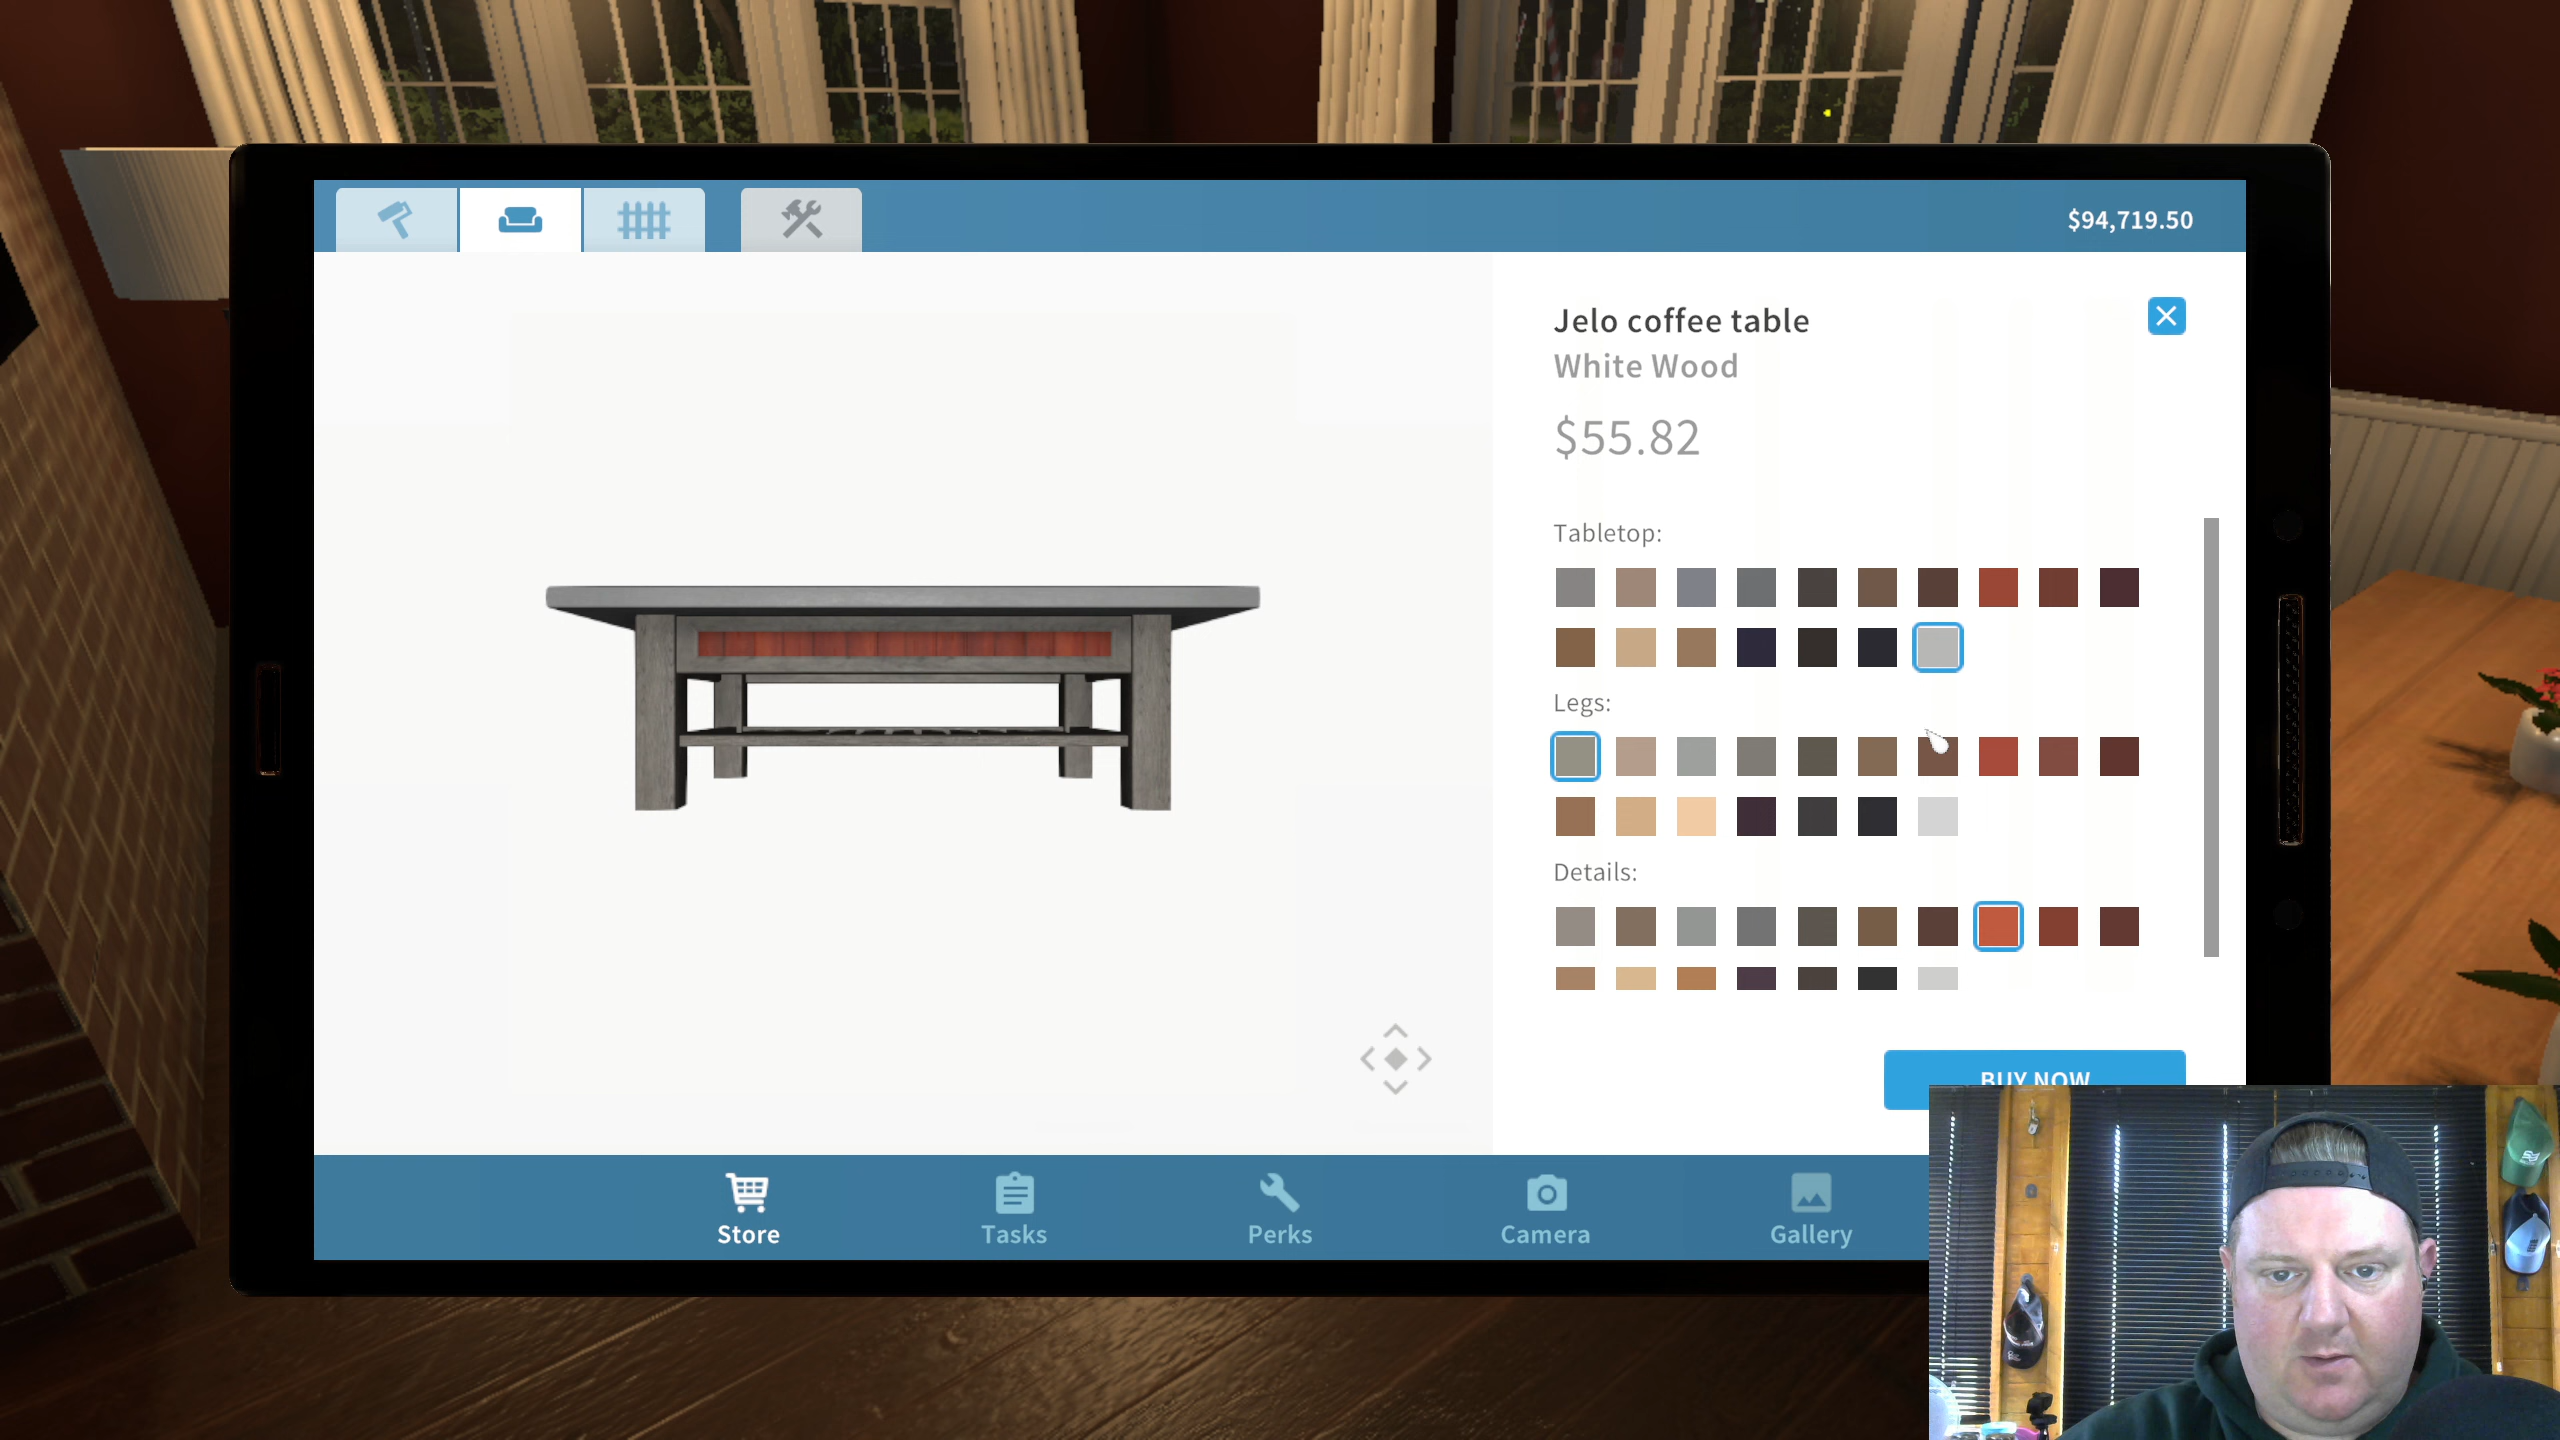 $94,719.50
Jelo coffee table
White Wood
$55.82
Tabletop:
Legs:
Details:
BUY NOW
Store
Tasks
Perks
Camera
Gallery